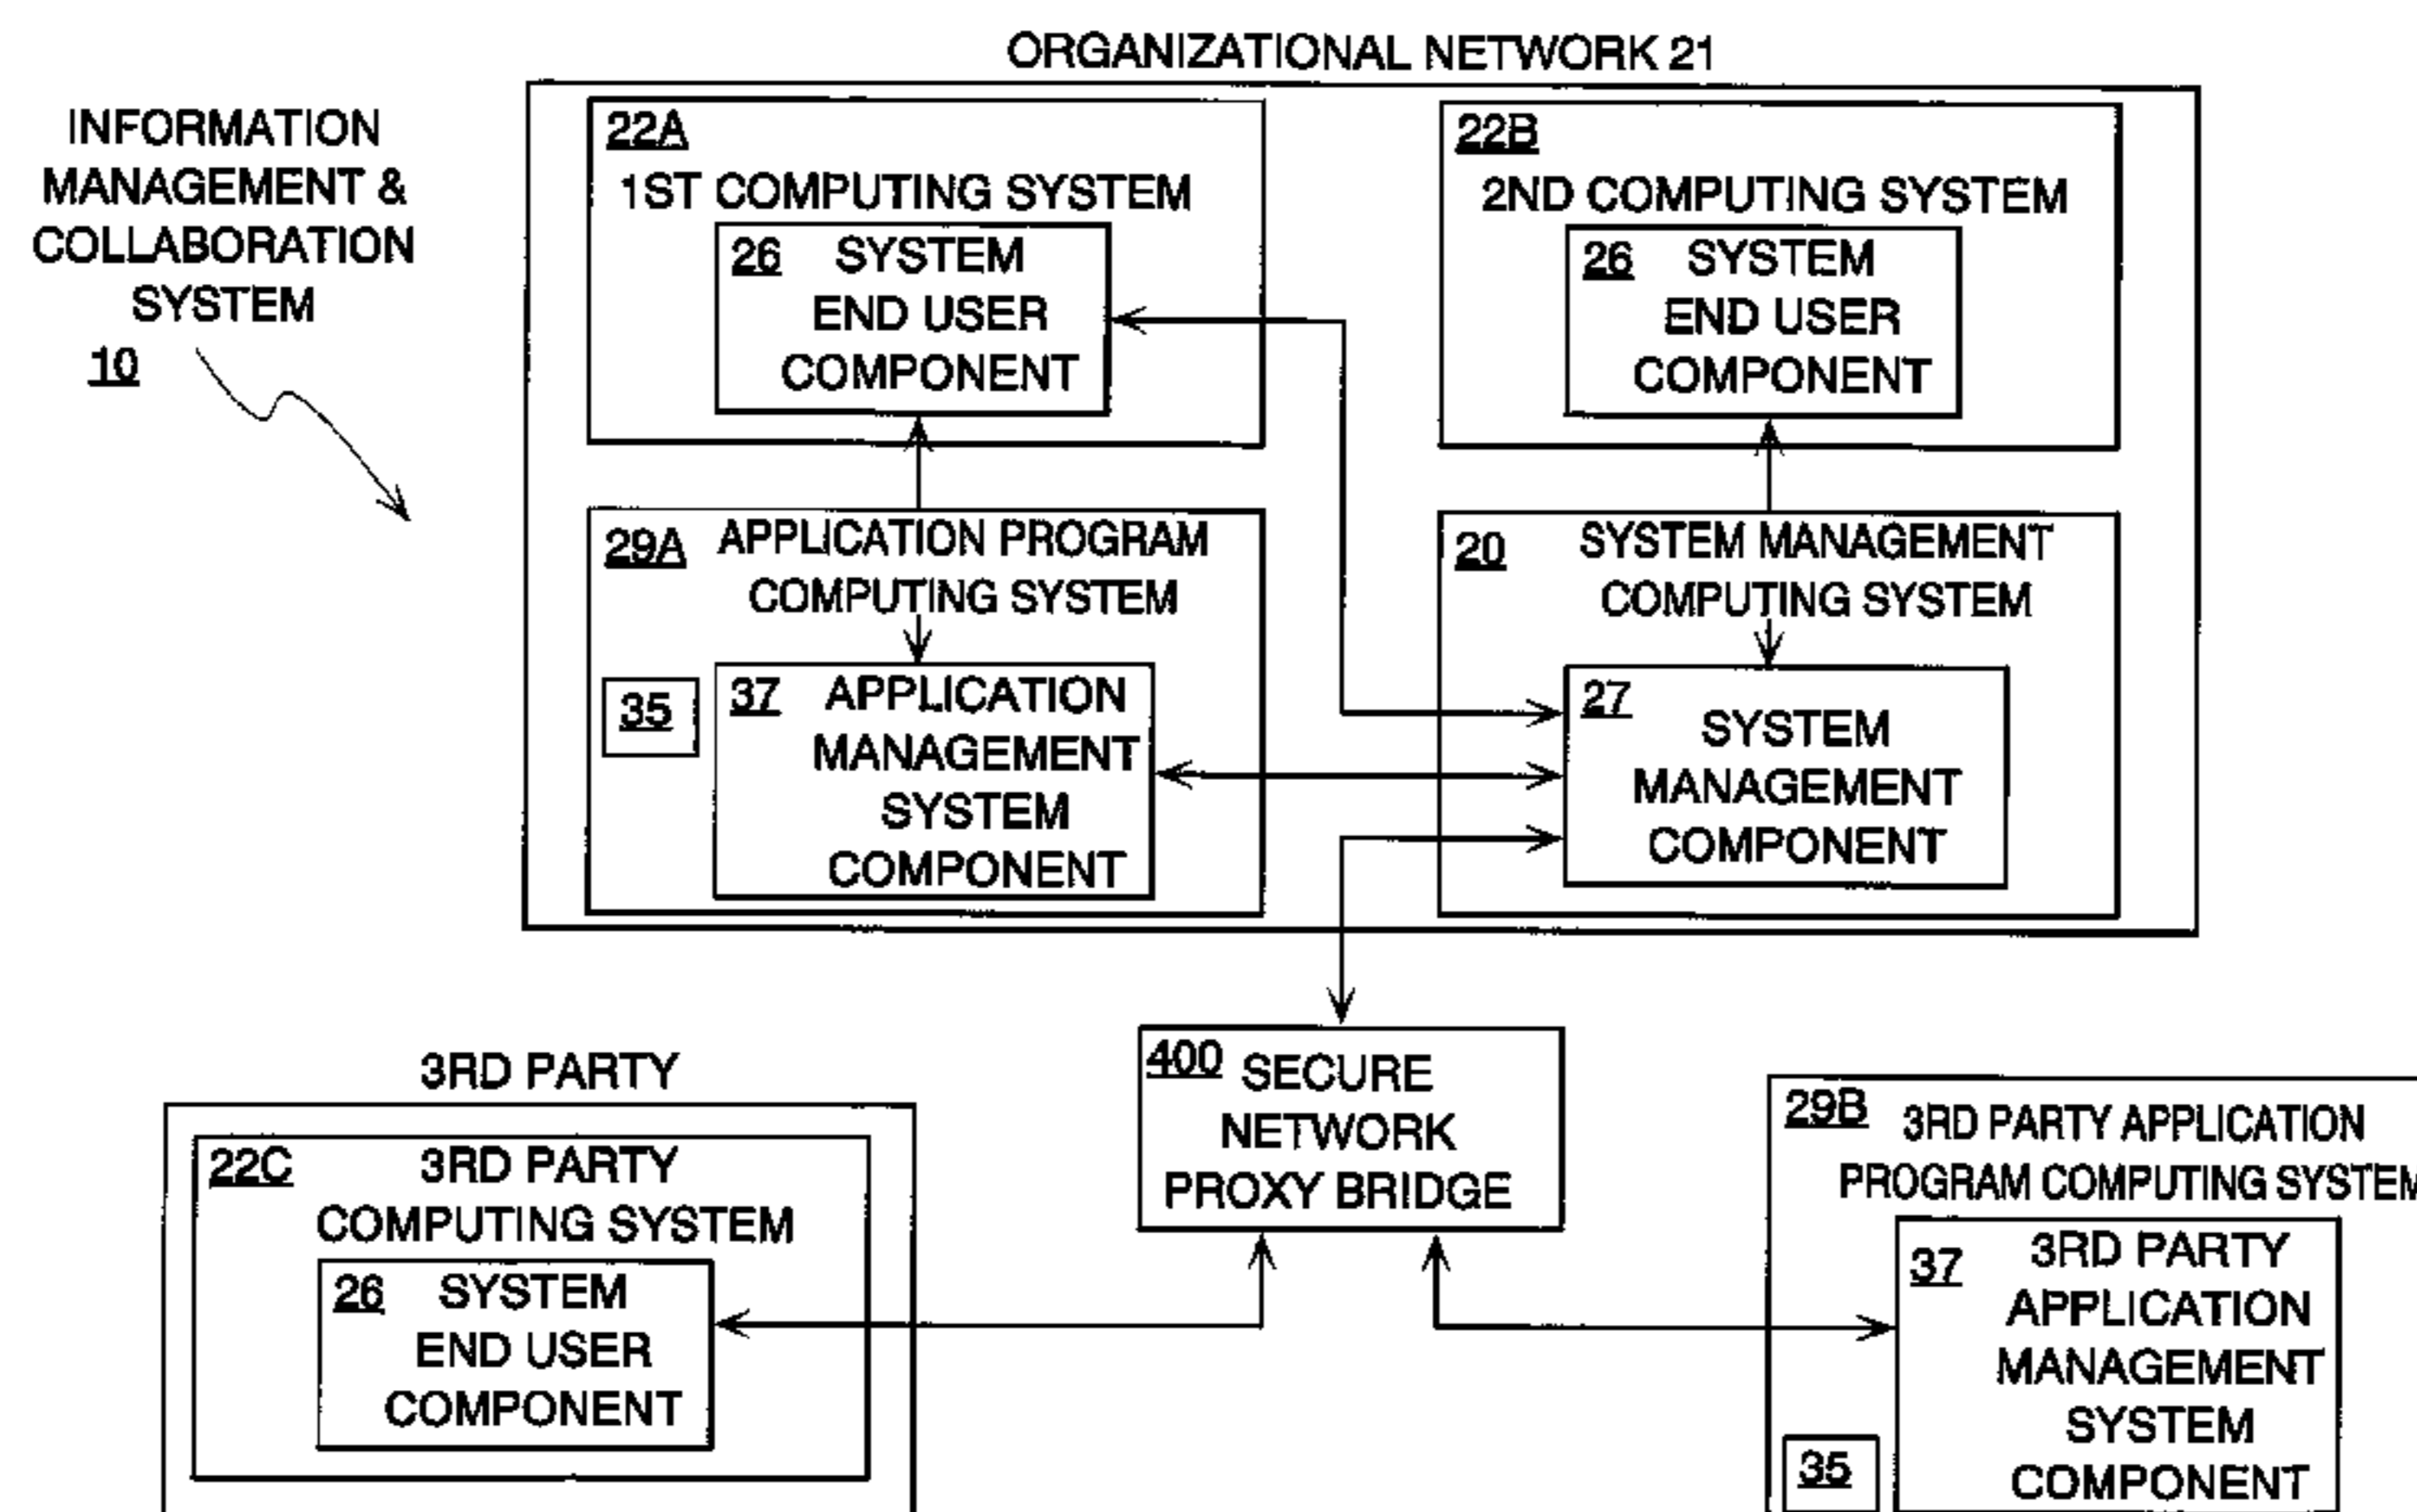 ORGANIZATIONAL NETWORK 21
INFORMATION
MANAGEMENT &
COLLABORATION
SYSTEM
10
22A
1ST COMPUTING SYSTEM
26 SYSTEM
END USER
COMPONENT
22B
2ND COMPUTING SYSTEM
26 SYSTEM
END USER
COMPONENT
29A APPLICATION PROGRAM
COMPUTING SYSTEM
35
37 APPLICATION
MANAGEMENT
SYSTEM
COMPONENT
20 SYSTEM MANAGEMENT
COMPUTING SYSTEM
27
SYSTEM
MANAGEMENT
COMPONENT
400 SECURE
NETWORK
PROXY BRIDGE
3RD PARTY
22C 3RD PARTY
COMPUTING SYSTEM
26 SYSTEM
END USER
COMPONENT
29B 3RD PARTY APPLICATION
PROGRAM COMPUTING SYSTEM
37 3RD PARTY
APPLICATION
MANAGEMENT
SYSTEM
COMPONENT
35